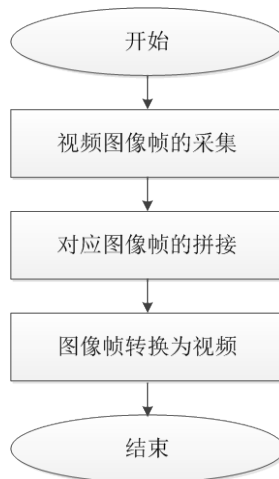 开始
视频图像帧的采集
对应图像帧的拼接
图像帧转换为视频
结束